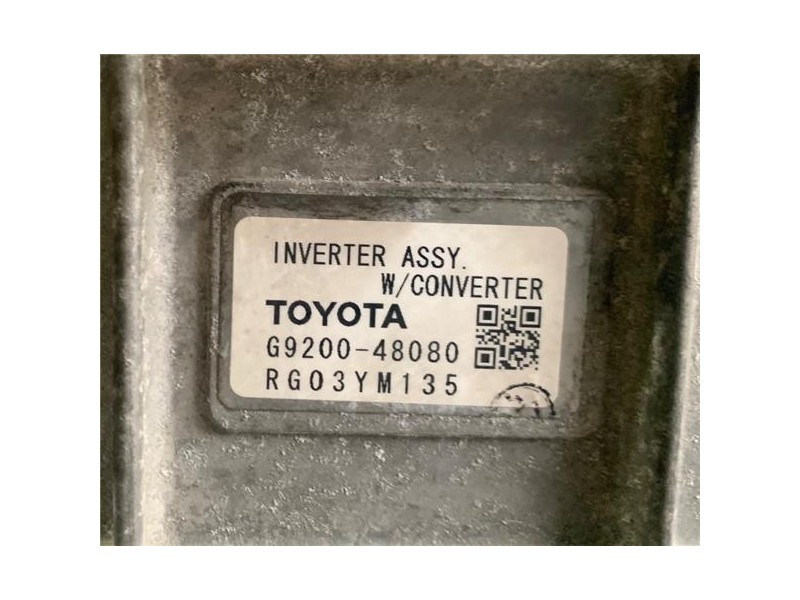 INVERTER ASSY.
W/CONVERTER
TOYOTA
G9200-48080
RG03YM135